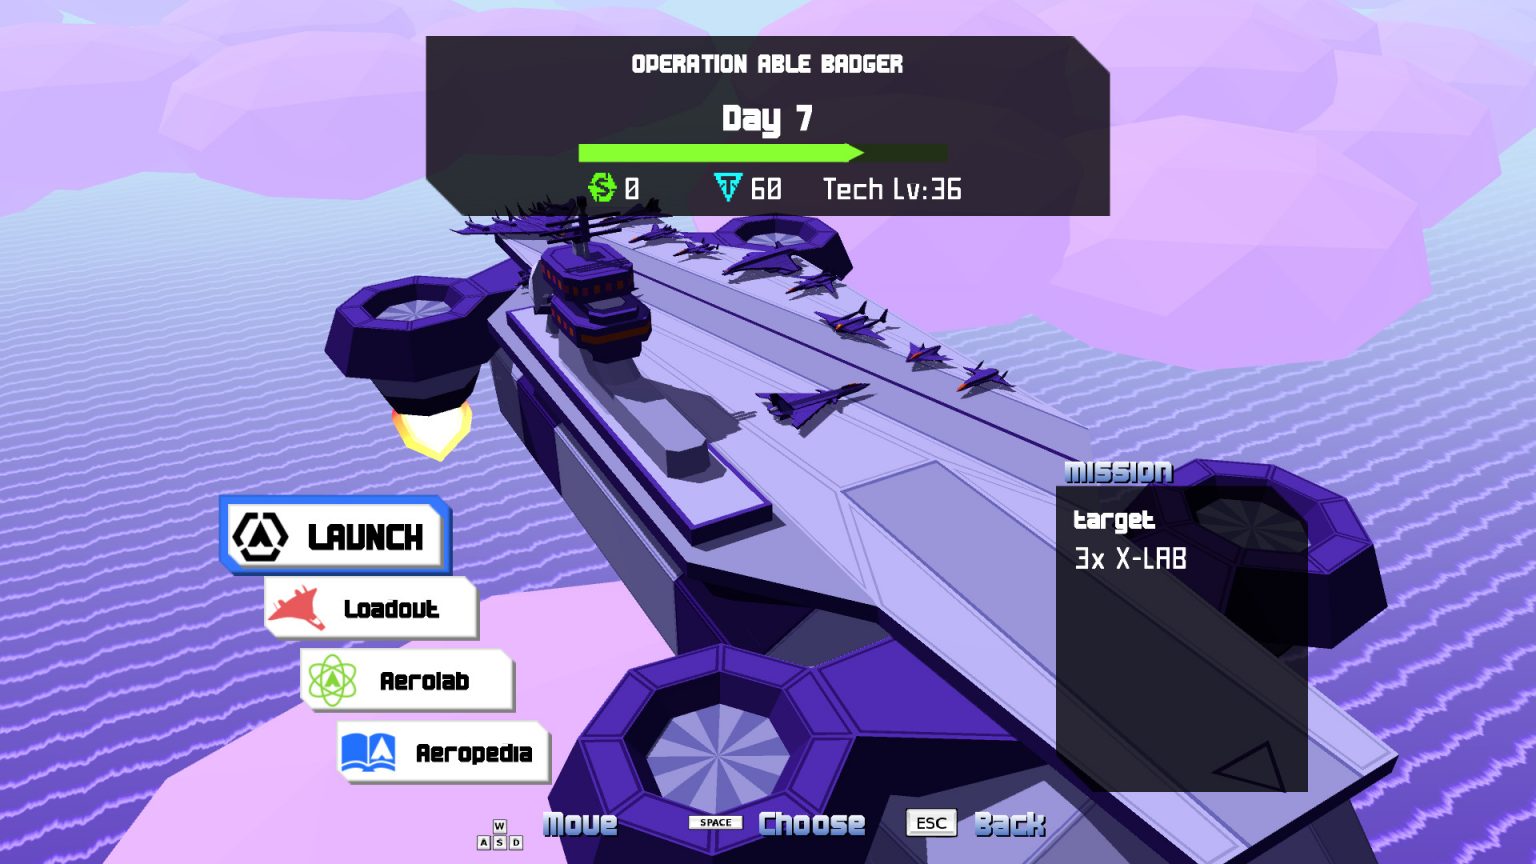 OPERATION ABLE BADGER
Day 7
S 0 T 60 Tech Lv:36
MISSION
target
3x X-LAB
LAUNCH
Loadout
Aerolab
Aeropedia
W
A S D Move SPACE Choose ESC Back